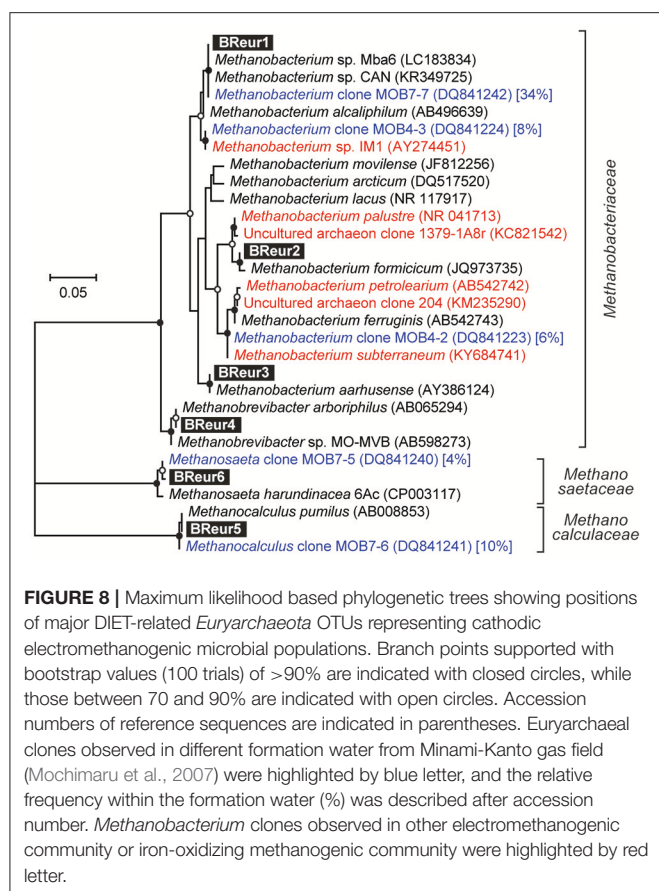 BReur1
Methanobacterium sp. Mba6 (LC183834)
Methanobacterium sp. CAN (KR349725)
Methanobacterium clone MOB7-7 (DQ841242) [34%]
Methanobacterium alcaliphilum (AB496639)
Methanobacterium clone MOB4-3 (DQ841224) [8%]
Methanobacterium sp. IM1 (AY274451)
Methanobacterium movilense (JF812256)
Methanobacterium arcticum (DQ517520)
Methanobacterium lacus (NR 117917)
Methanobacterium palustre (NR 041713)
Uncultured archaeon clone 1379-1A8r (KC821542)
BReur2
Methanobacterium formicicum (JQ973735)
Methanobacterium petrolearium (AB542742)
Uncultured archaeon clone 204 (KM235290)
Methanobacterium ferruginis (AB542743)
Methanobacterium clone MOB4-2 (DQ841223) [6%]
Methanobacterium subterraneum (KY684741)
BReur3
Methanobacterium aarhusense (AY386124)
Methanobrevibacter arboriphilus (AB065294)
BReur4
Methanobrevibacter sp. MO-MVB (AB598273)
Methanosaeta clone MOB7-5 (DQ841240) [4%]
BReur6
Methanosaeta harundinacea 6Ac (CP003117)
Methanocalculus pumilus (AB008853)
BReur5
Methanocalculus clone MOB7-6 (DQ841241) [10%]
0.05
Methanobacteriaceae
Methano
saetaceae
Methano
calculaceae
FIGURE 8 | Maximum likelihood based phylogenetic trees showing positions
of major DIET-related Euryarchaeota OTUs representing cathodic
electromethanogenic microbial populations. Branch points supported with
bootstrap values (100 trials) of >90% are indicated with closed circles, while
those between 70 and 90% are indicated with open circles. Accession
numbers of reference sequences are indicated in parentheses. Euryarchaeal
clones observed in different formation water from Minami-Kanto gas field
(Mochimaru et al., 2007) were highlighted by blue letter, and the relative
frequency within the formation water (%) was described after accession
number. Methanobacterium clones observed in other electromethanogenic
community or iron-oxidizing methanogenic community were highlighted by red
letter.